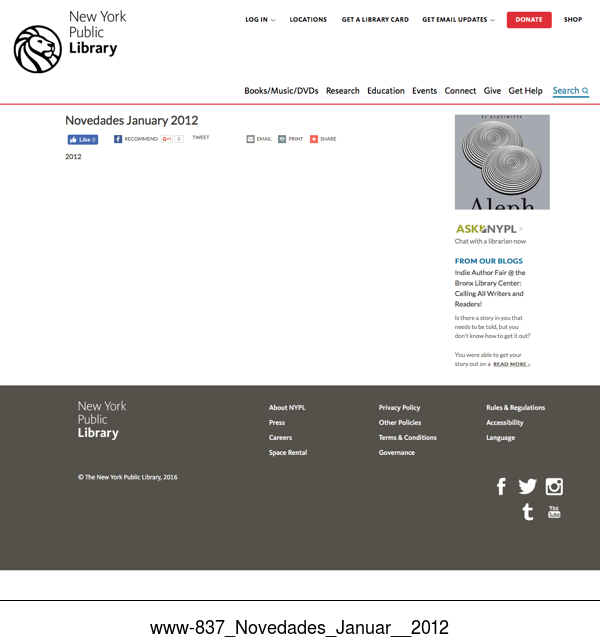 New York
Public
Library
LOG IN
LOCATIONS
GET A LIBRARY CARD
GET EMAIL UPDATES
DONATE
SHOP
Books/Music/DVDs Research Education Events Connect Give Get Help Search
Novedades January 2012
Like 0
RECOMMEND
G+1 0
TWEET
EMAIL
PRINT
SHARE
2012
EL ALQUIMISTA
Aleph
ASK NYPL >
Chat with a librarian now
FROM OUR BLOGS
Indie Author Fair @ the
Bronx Library Center:
Calling All Writers and
Readers!
Is there a story in you that
needs to be told, but you
don't know how to get it out?
You were able to get your
story out on a READ MORE ›
New York
Public
Library
About NYPL
Press
Careers
Space Rental
Privacy Policy
Other Policies
Terms & Conditions
Governance
Rules & Regulations
Accessibility
Language
© The New York Public Library, 2016
You
Tube
www-837_Novedades_Januar__2012